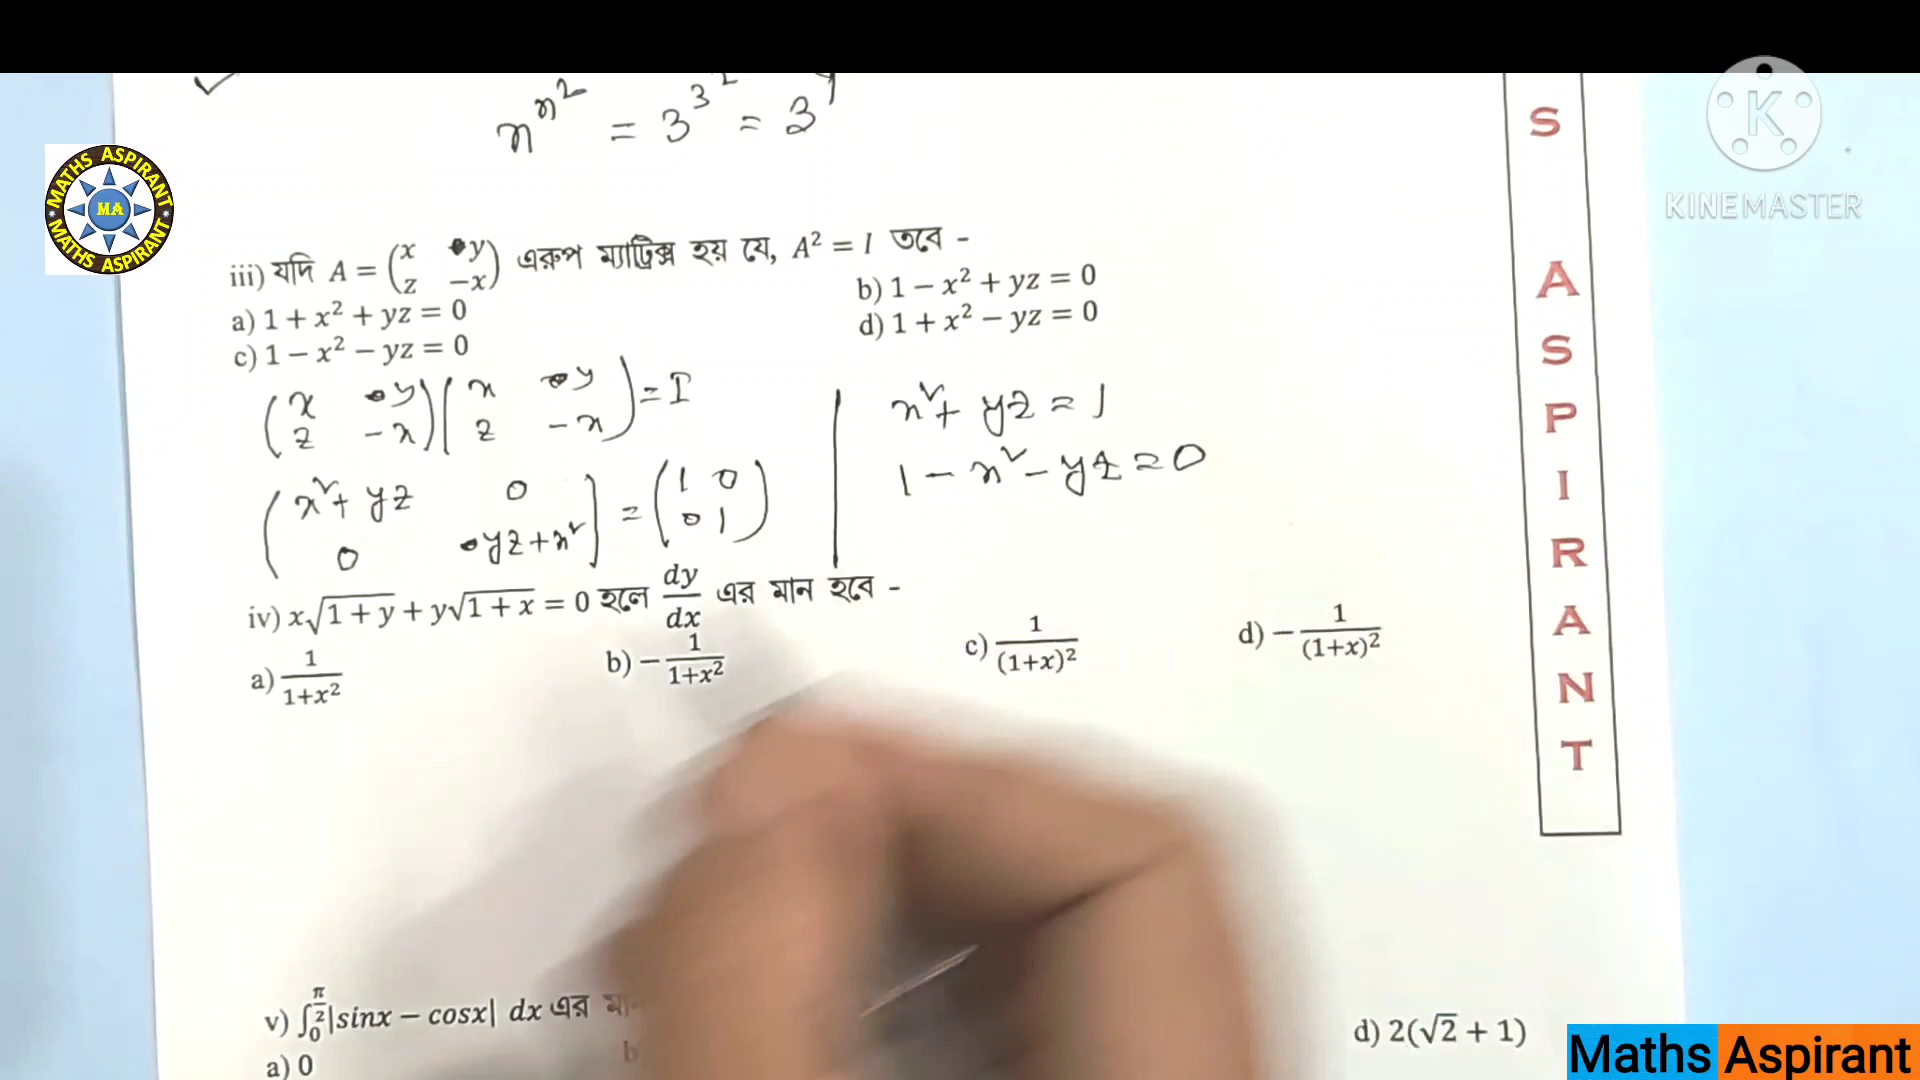 n^{n^2} = 3^{3^2} = 3^9
MATHS ASPIRANT
MA
MATHS ASPIRANT
KINEMASTER
iii) যদি A = (x y
z −x) এরুপ ম্যাট্রিক্স হয় যে, A² = I তবে -
a) 1 + x² + yz = 0
b) 1 − x² + yz = 0
c) 1 − x² − yz = 0
d) 1 + x² − yz = 0
(x y
z −x) (x y
z −x) = I
(x² + yz 0
0 yz + x²) = (1 0
0 1)
x² + yz = 1
1 − x² − yz = 0
iv) x√(1 + y) + y√(1 + x) = 0 হলে dy/dx এর মান হবে -
a) 1/(1+x²)
b) −1/(1+x²)
c) 1/(1+x)²
d) −1/(1+x)²
v) ∫₀^{π/2} |sinx − cosx| dx এর
a) 0
b
d) 2(√2 + 1)
S ASPIRANT
Maths Aspirant